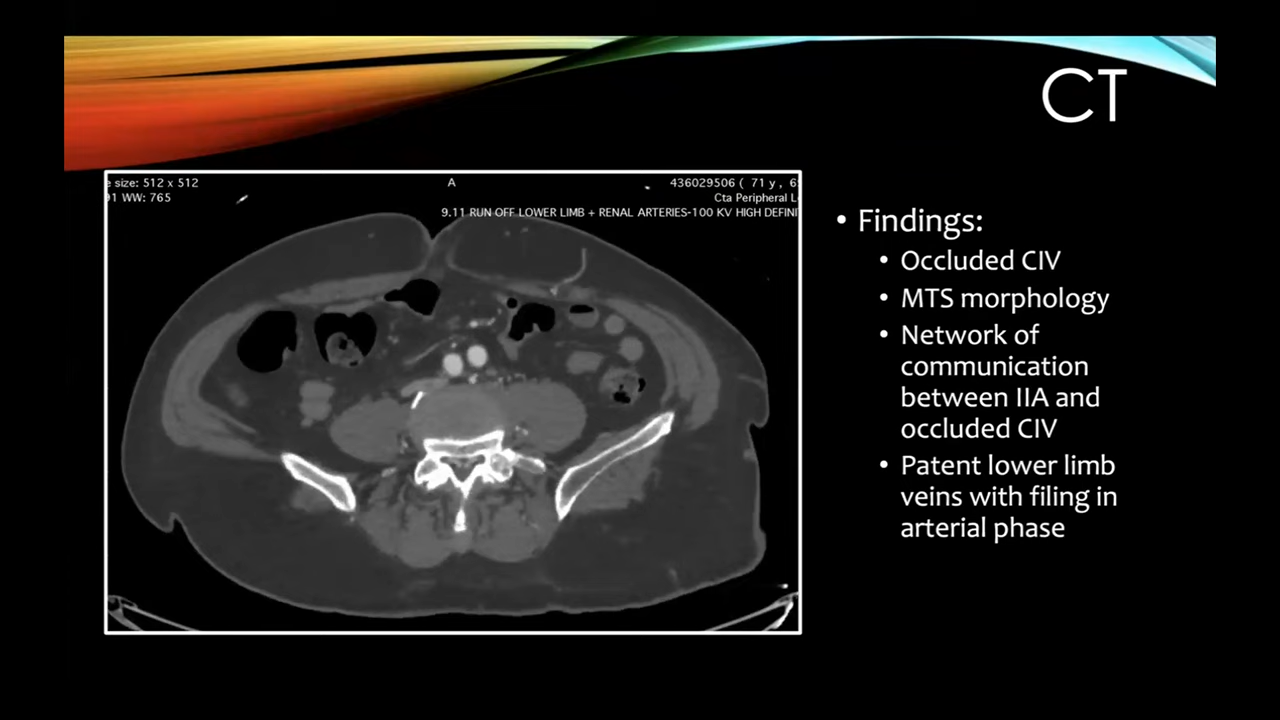 CT
e size: 512 x 512
91 WW: 765
A
436029506 ( 71 y ,
Cta Peripheral
9.11 RUN OFF LOWER LIMB + RENAL ARTERIES-100 KV HIGH
• Findings:
• Occluded CIV
• MTS morphology
• Network of
communication
between IIA and
occluded CIV
• Patent lower limb
veins with filing in
arterial phase